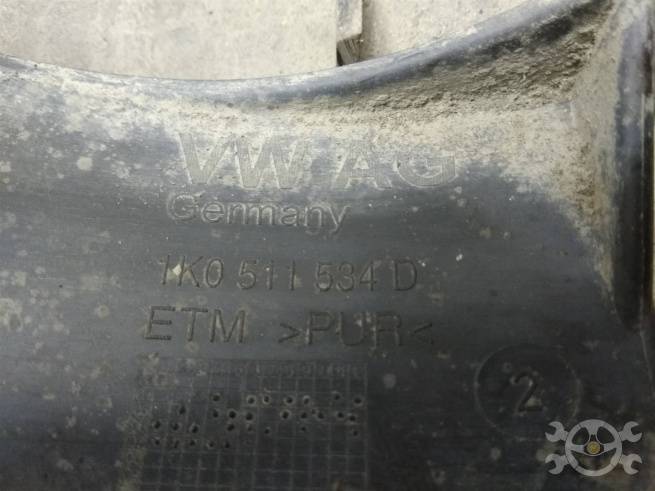 VW AG
Germany
1K0 511 534 D
ETM >PUR<
2